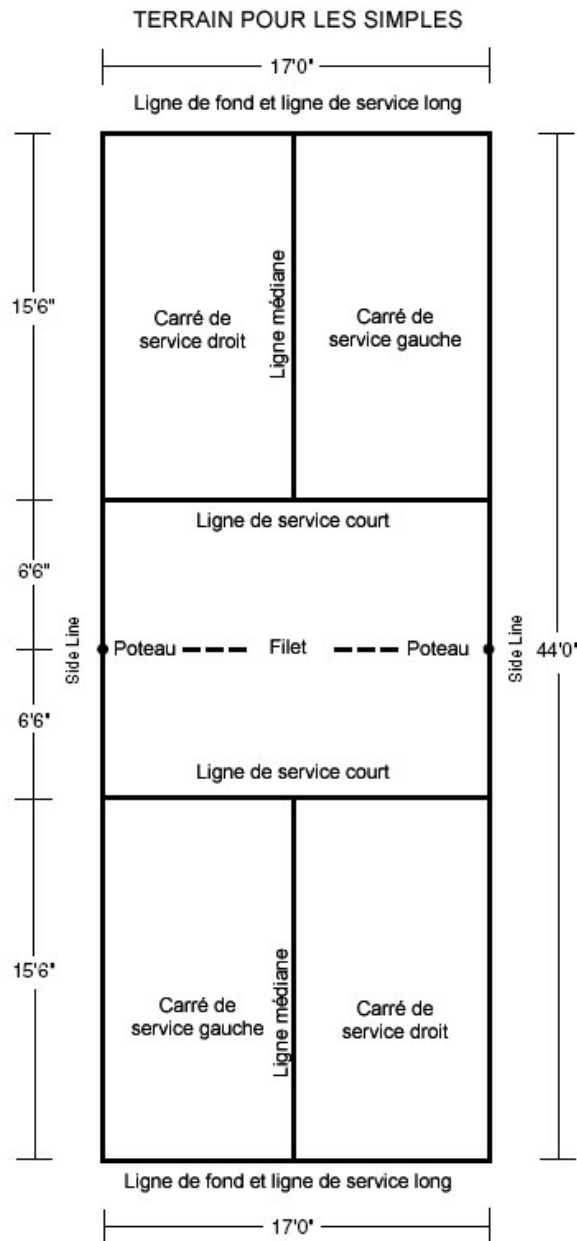 TERRAIN POUR LES SIMPLES
17'0"
Ligne de fond et ligne de service long
15'6"
Carré de
service droit
Ligne médiane
Carré de
service gauche
Ligne de service court
6'6"
Side Line
Poteau
Filet
Poteau
Side Line
44'0"
6'6"
Ligne de service court
15'6"
Carré de
service gauche
Ligne médiane
Carré de
service droit
Ligne de fond et ligne de service long
17'0"